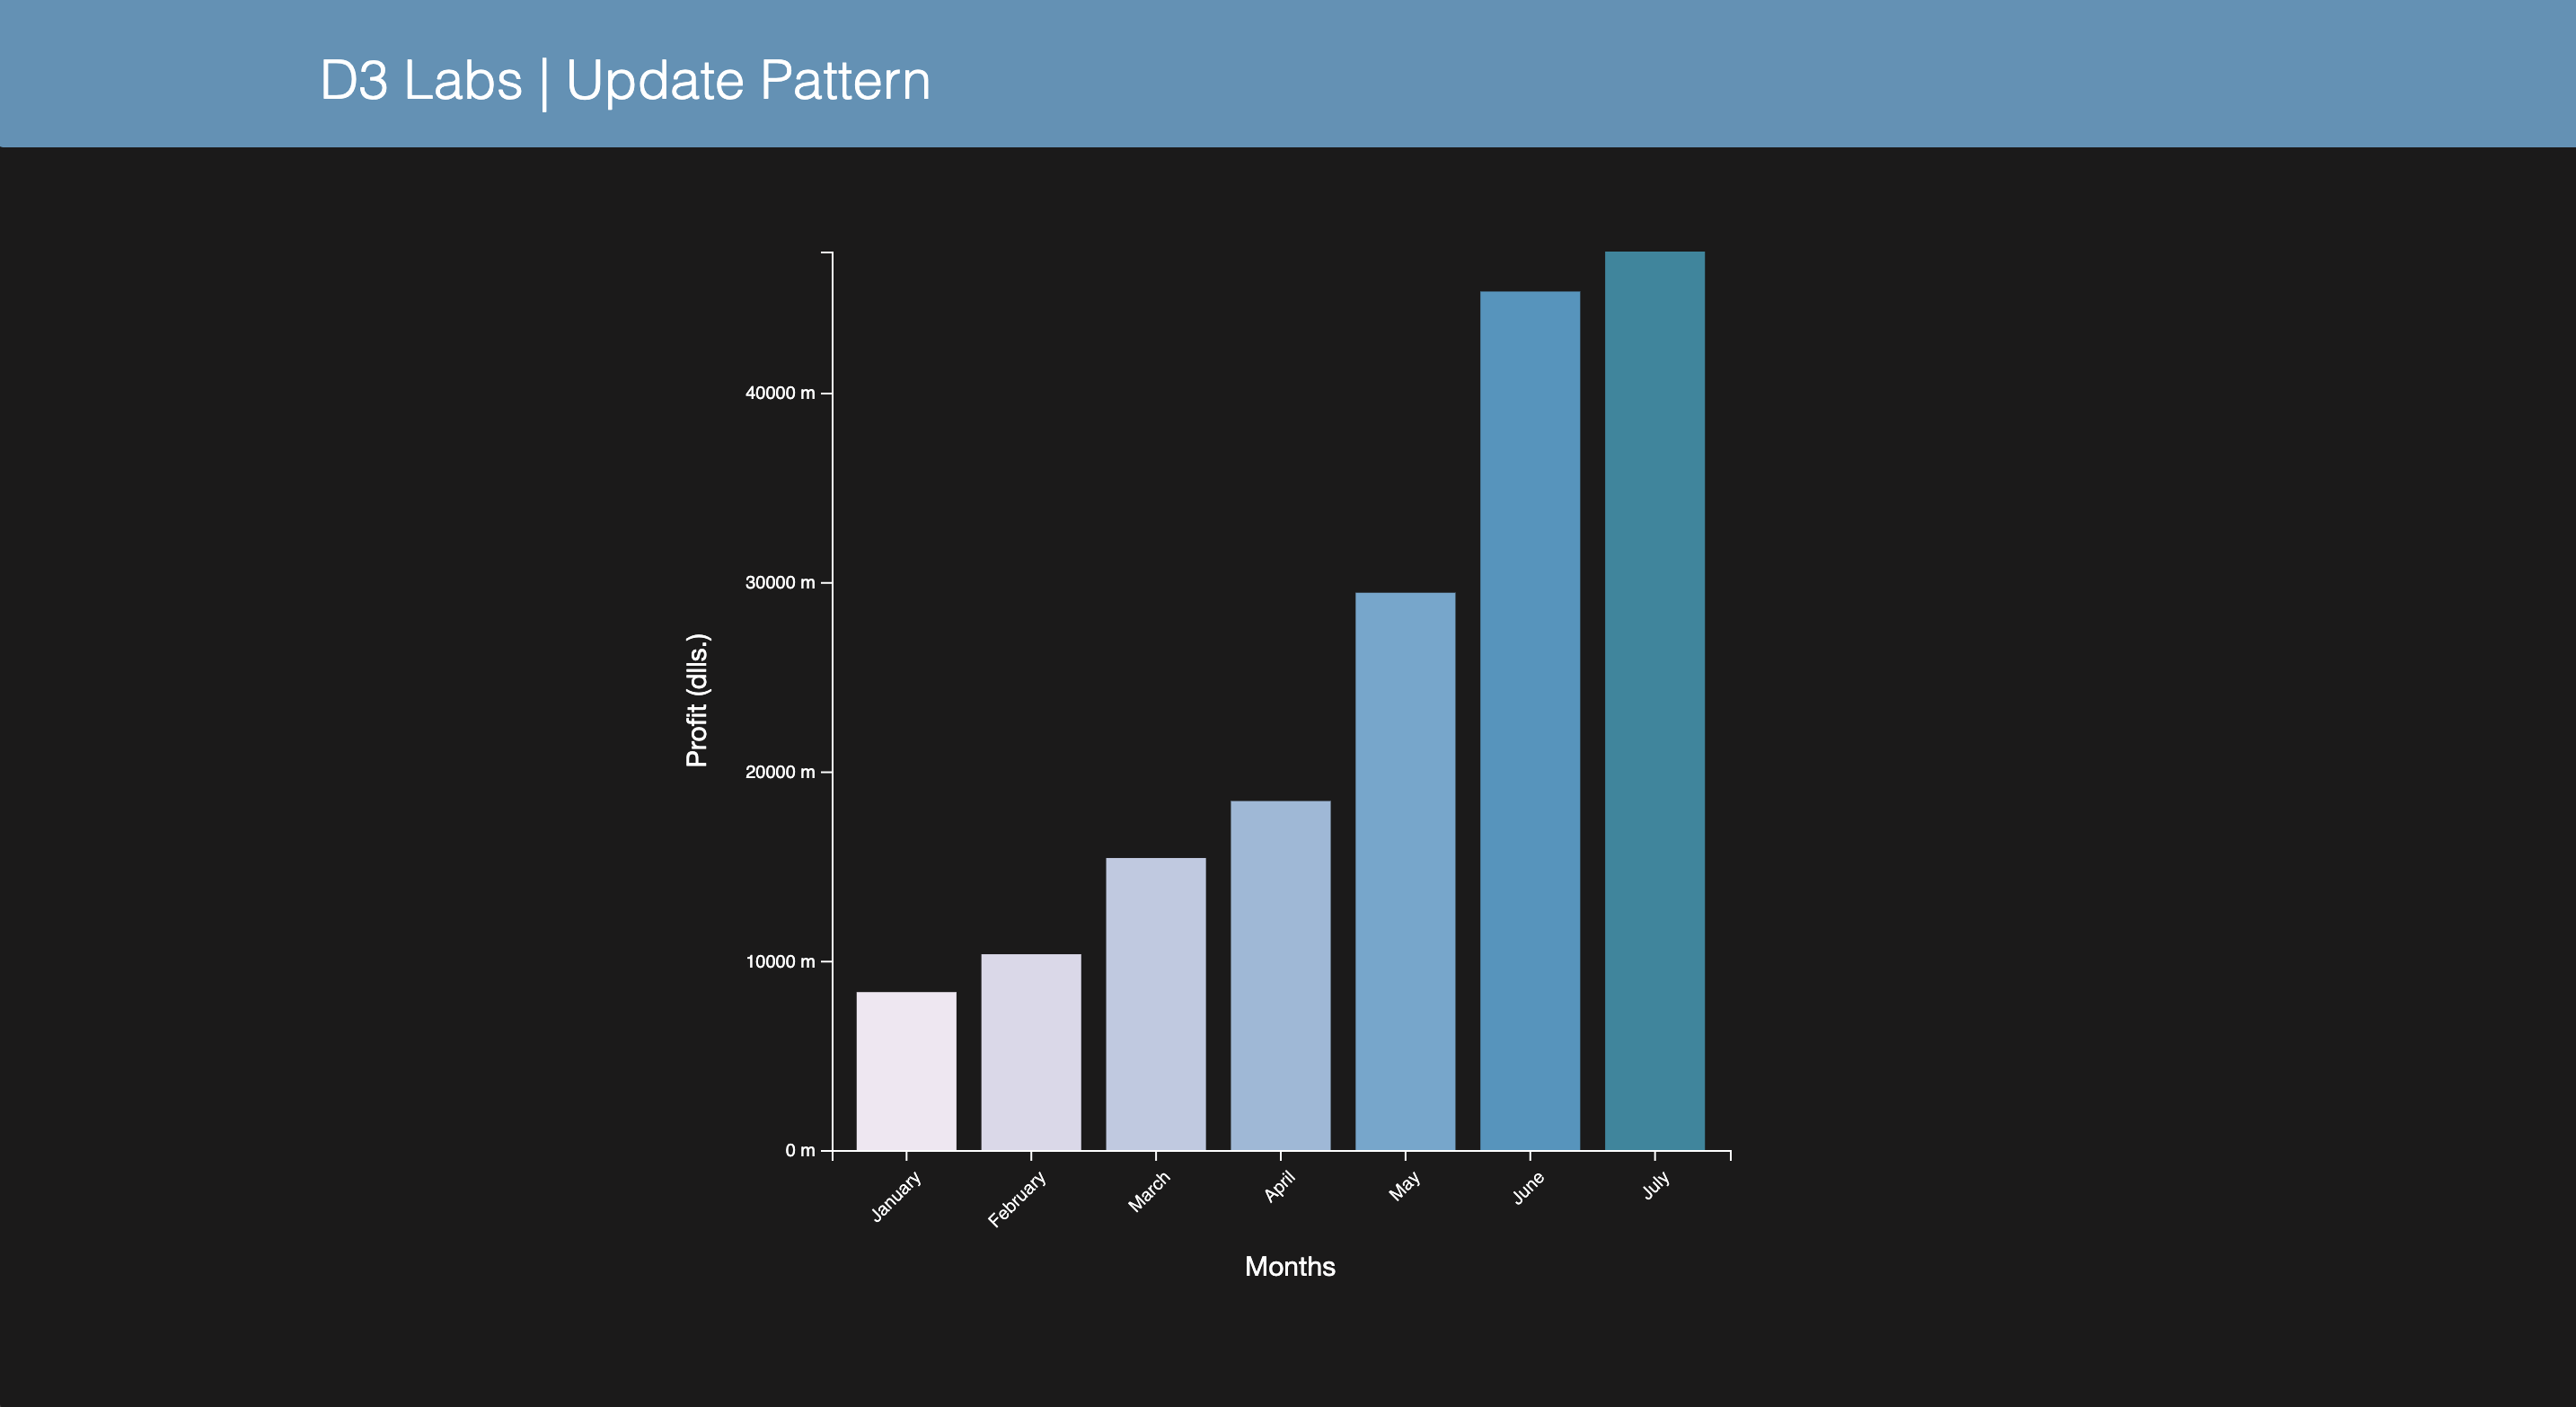 D3 Labs | Update Pattern
40000 m
30000 m
20000 m
10000 m
0 m
Profit (dlls.)
January
February
March
April
May
June
July
Months